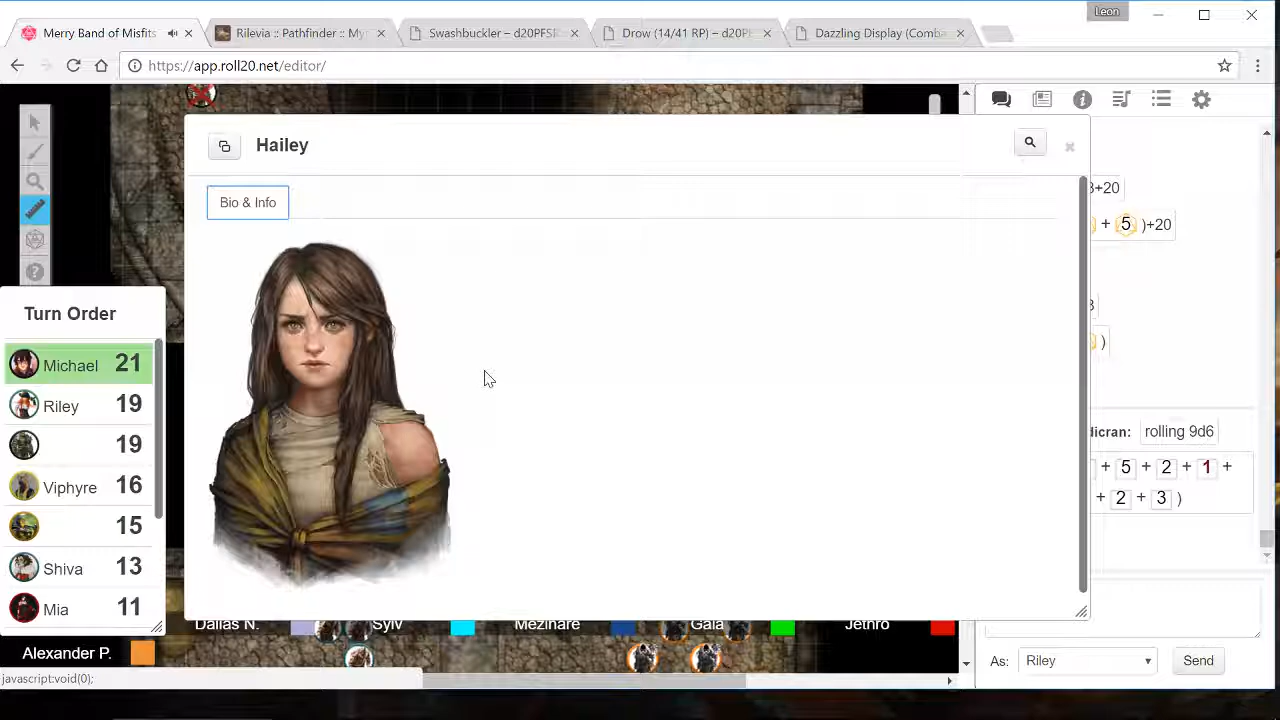 Leon
Merry Band of Misfits
Rilevia :: Pathfinder :: My
Swashbuckler – d20PFSR
Drow (14/41 RP) – d20PF
Dazzling Display (Comba
https://app.roll20.net/editor/
Hailey
Bio & Info
+20
+ 5 )+20
)
Turn Order
Michael 21
Riley 19
19
Viphyre 16
15
Shiva 13
Mia 11
dicran: rolling 9d6
+ 5 + 2 + 1 +
+ 2 + 3 )
Dallas N. Sylv Mezinare Gala Jethro
Alexander P.
As: Riley Send
javascript:void(0);